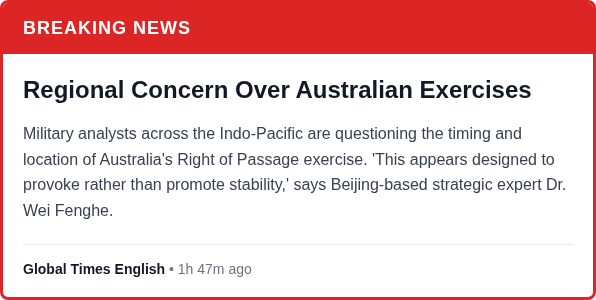 BREAKING NEWS
Regional Concern Over Australian Exercises
Military analysts across the Indo-Pacific are questioning the timing and
location of Australia's Right of Passage exercise. 'This appears designed to
provoke rather than promote stability,' says Beijing-based strategic expert Dr.
Wei Fenghe.
Global Times English • 1h 47m ago